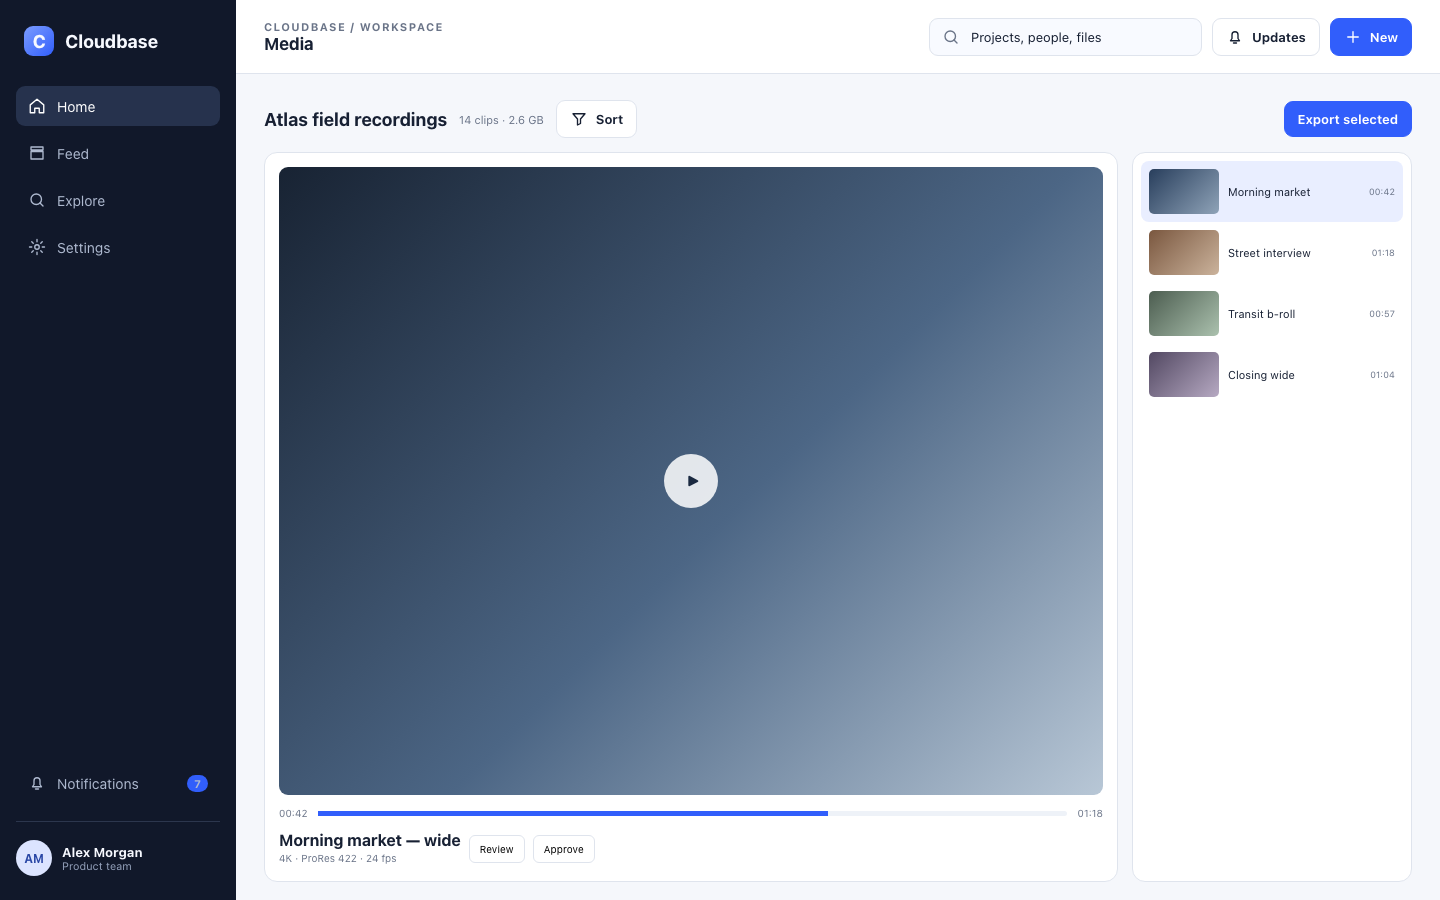 C Cloudbase
Home
Feed
Explore
Settings
Notifications 7
AM
Alex Morgan
Product team
CLOUDBASE / WORKSPACE
Media
Projects, people, files
Updates
New
Atlas field recordings
14 clips · 2.6 GB
Sort
Export selected
00:42
01:18
Morning market — wide
4K · ProRes 422 · 24 fps
Review
Approve
Morning market 00:42
Street interview 01:18
Transit b-roll 00:57
Closing wide 01:04